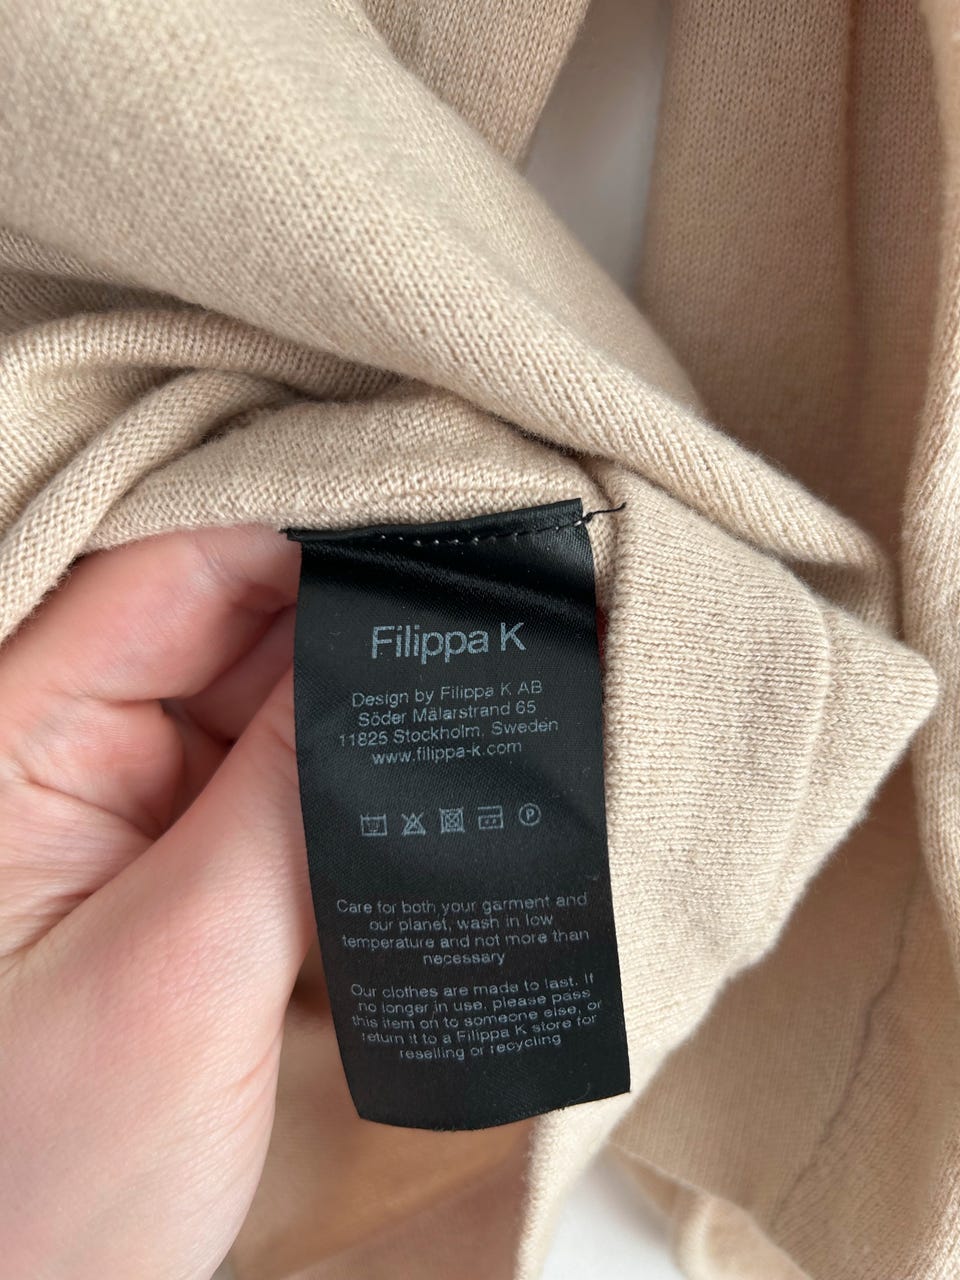 Filippa K
Design by Filippa K AB
Söder Mälarstrand 65
11825 Stockholm, Sweden
www.filippa-k.com
P
Care for both your garment and
our planet, wash in low
temperature and not more than
necessary
Our clothes are made to last. If
no longer in use, please pass
this item on to someone else, or
return it to a Filippa K store for
reselling or recycling